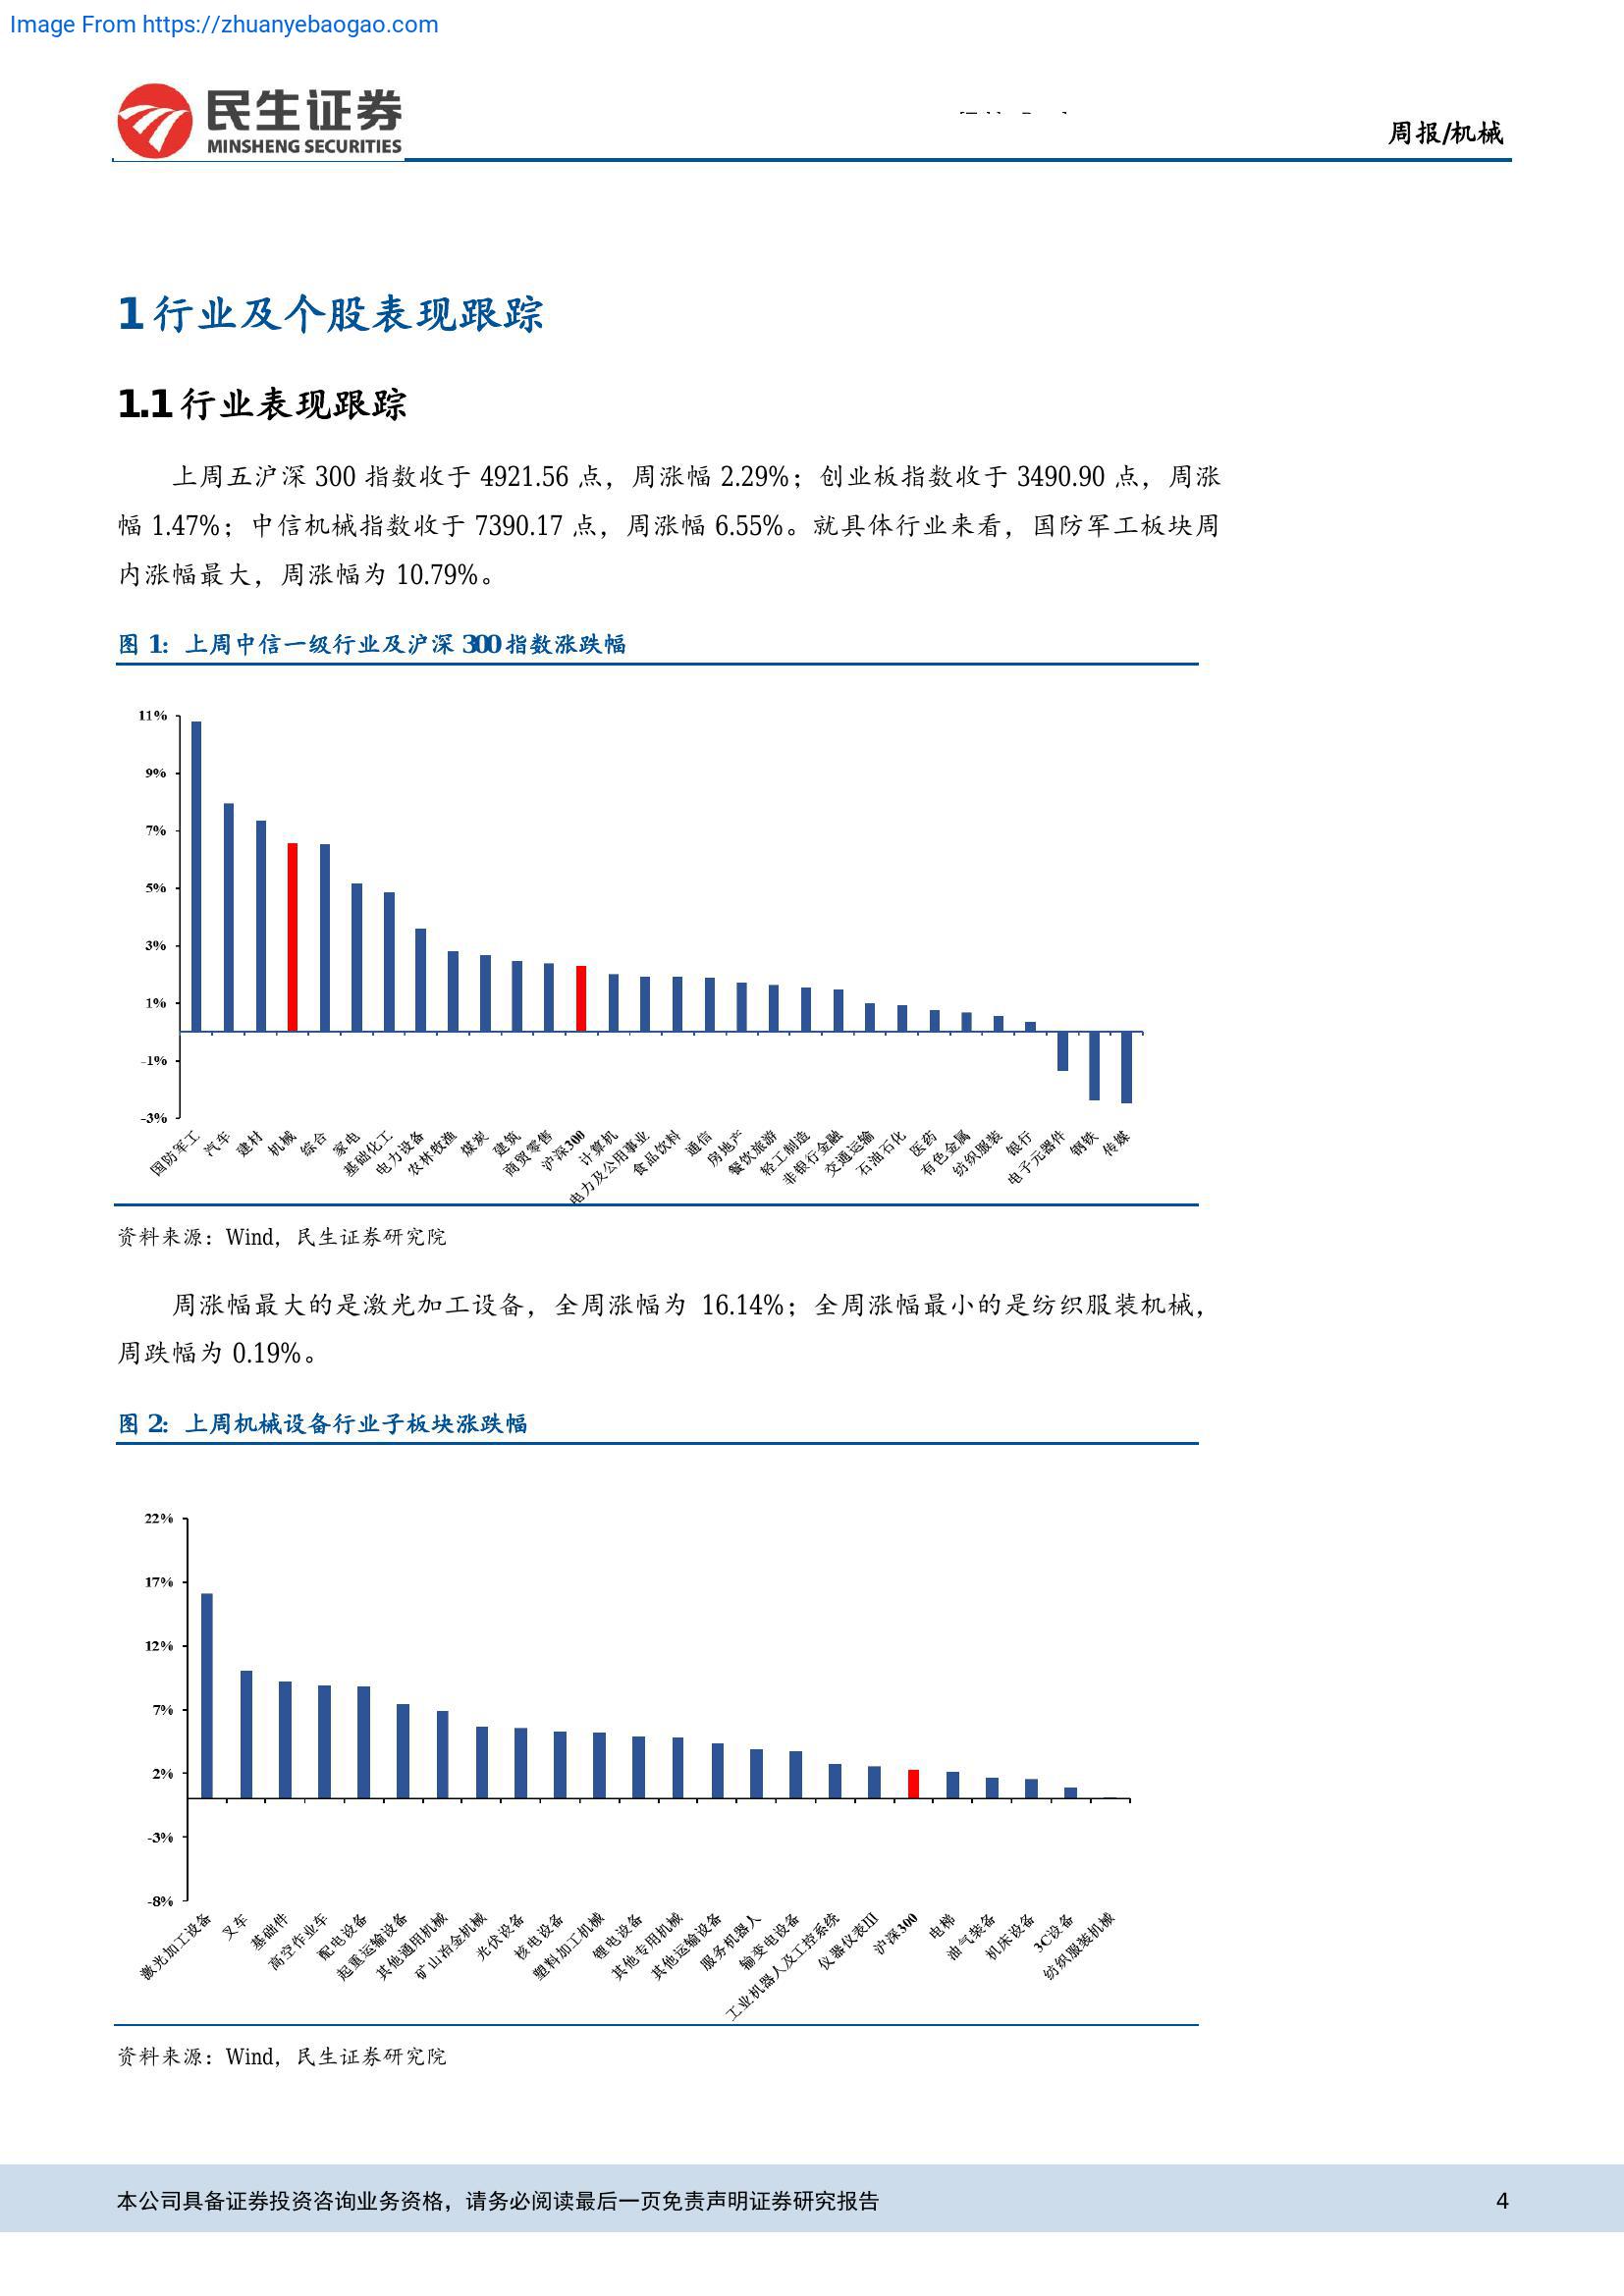 Image From https://zhuanyebaogao.com
民生证券
MINSHENG SECURITIES
周报/机械
1 行业及个股表现跟踪
1.1 行业表现跟踪
上周五沪深 300 指数收于 4921.56 点，周涨幅 2.29%；创业板指数收于 3490.90 点，周涨
幅 1.47%；中信机械指数收于 7390.17 点，周涨幅 6.55%。就具体行业来看，国防军工板块周
内涨幅最大，周涨幅为 10.79%。
图 1：上周中信一级行业及沪深 300 指数涨跌幅
11%
9%
7%
5%
3%
1%
-1%
-3%
国防军工
汽车
建材
机械
综合
家电
基础化工
电力设备
农林牧渔
煤炭
建筑
商贸零售
沪深300
计算机
电力及公用事业
食品饮料
通信
房地产
餐饮旅游
轻工制造
非银行金融
交通运输
石油石化
医药
有色金属
纺织服装
银行
电子元器件
钢铁
传媒
资料来源：Wind，民生证券研究院
周涨幅最大的是激光加工设备，全周涨幅为 16.14%；全周涨幅最小的是纺织服装机械，
周跌幅为 0.19%。
图 2：上周机械设备行业子板块涨跌幅
22%
17%
12%
7%
2%
-3%
-8%
激光加工设备
叉车
基础件
高空作业车
配电设备
起重运输设备
其他通用机械
矿山冶金机械
光伏设备
核电设备
塑料加工机械
锂电设备
其他专用机械
其他运输设备
服务机器人
输变电设备
工业机器人及工控系统
仪器仪表III
沪深300
电梯
油气装备
机床设备
3C设备
纺织服装机械
资料来源：Wind，民生证券研究院
本公司具备证券投资咨询业务资格，请务必阅读最后一页免责声明证券研究报告
4